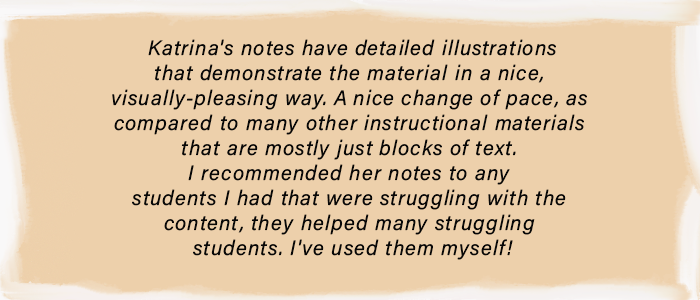 Katrina's notes have detailed illustrations
that demonstrate the material in a nice,
visually-pleasing way. A nice change of pace, as
compared to many other instructional materials
that are mostly just blocks of text.
I recommended her notes to any
students I had that were struggling with the
content, they helped many struggling
students. I've used them myself!